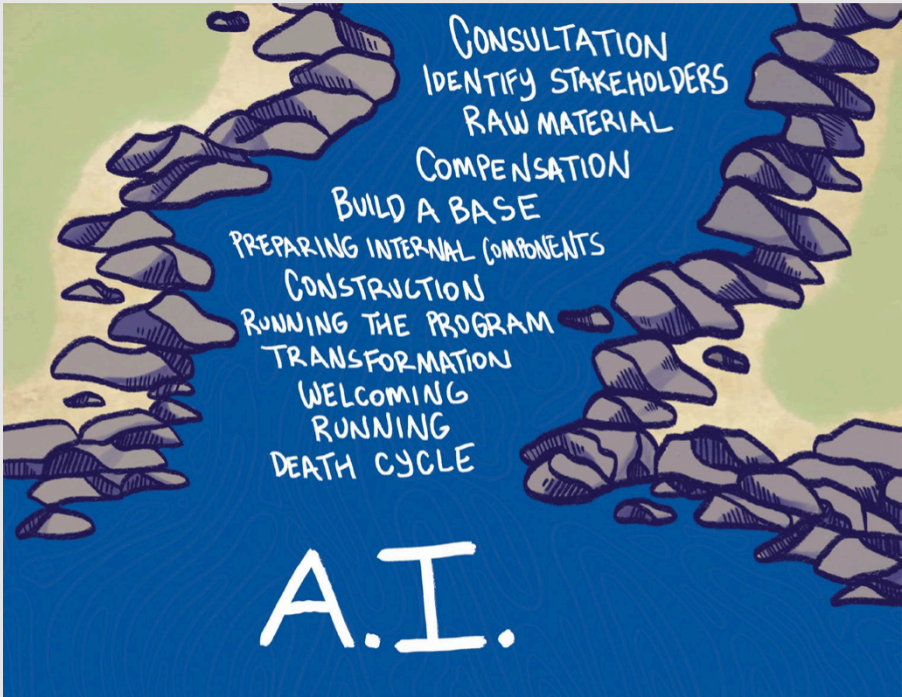 CONSULTATION
IDENTIFY STAKEHOLDERS
RAW MATERIAL
COMPENSATION
BUILD A BASE
PREPARING INTERNAL COMPONENTS
CONSTRUCTION
RUNNING THE PROGRAM
TRANSFORMATION
WELCOMING
RUNNING
DEATH CYCLE
A.I.